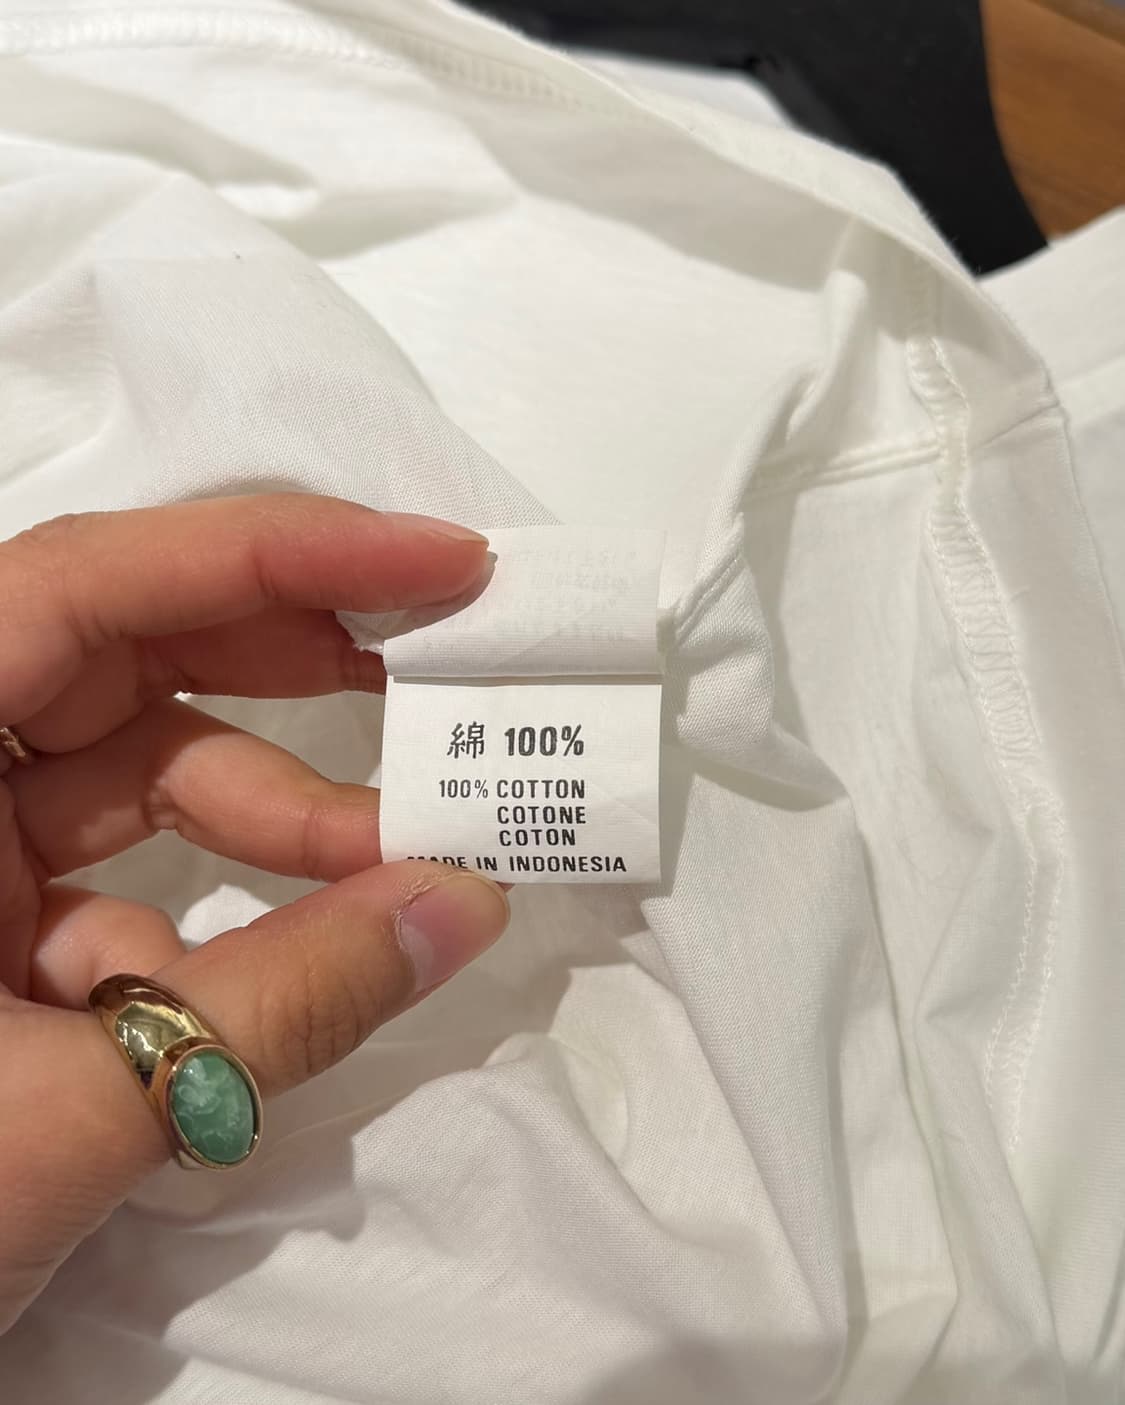 綿 100%
100% COTTON
COTONE
COTON
MADE IN INDONESIA